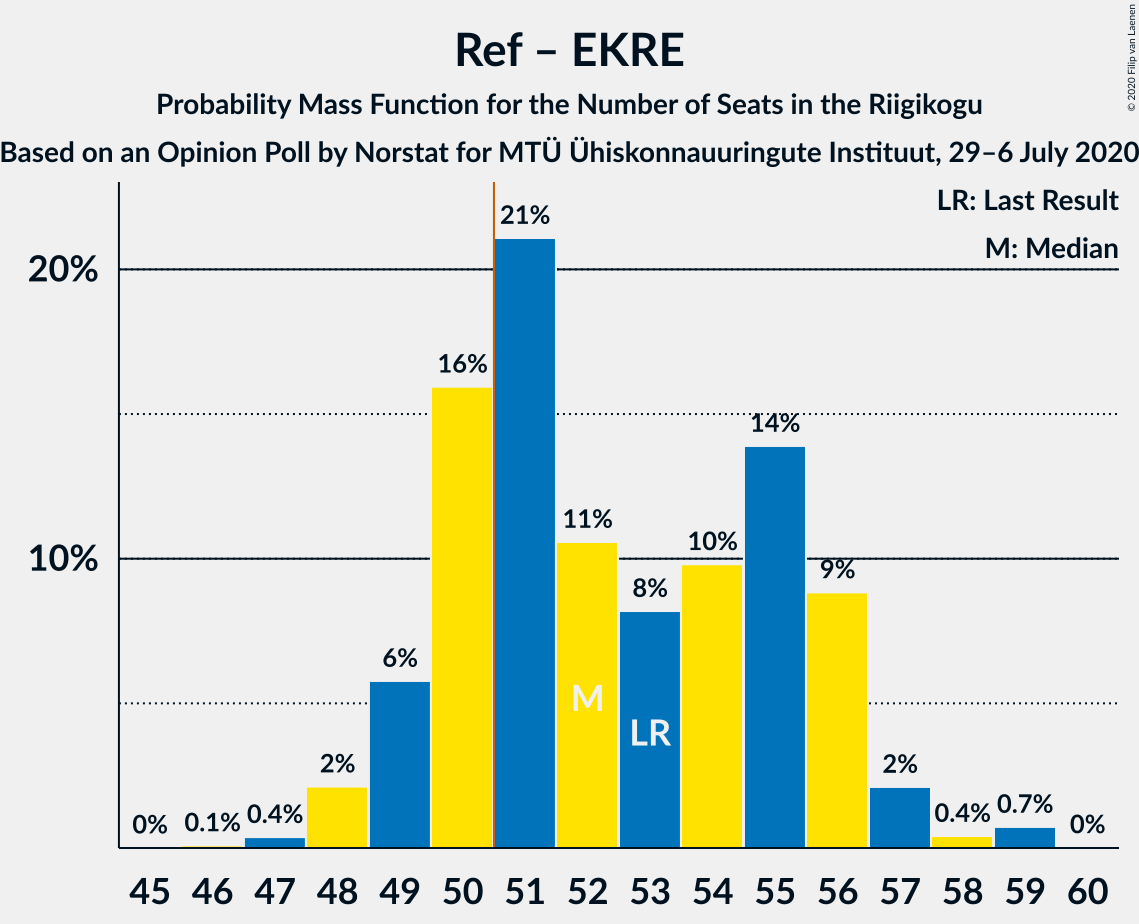 Ref – EKRE
Probability Mass Function for the Number of Seats in the Riigikogu
Based on an Opinion Poll by Norstat for MTÜ Ühiskonnauuringute Instituut, 29–6 July 2020
© 2020 Filip van Laenen
LR: Last Result
M: Median
20%
10%
0% 0.1% 0.4% 2% 6% 16% 21% 11% 8% 10% 14% 9% 2% 0.4% 0.7% 0%
M
LR
45 46 47 48 49 50 51 52 53 54 55 56 57 58 59 60